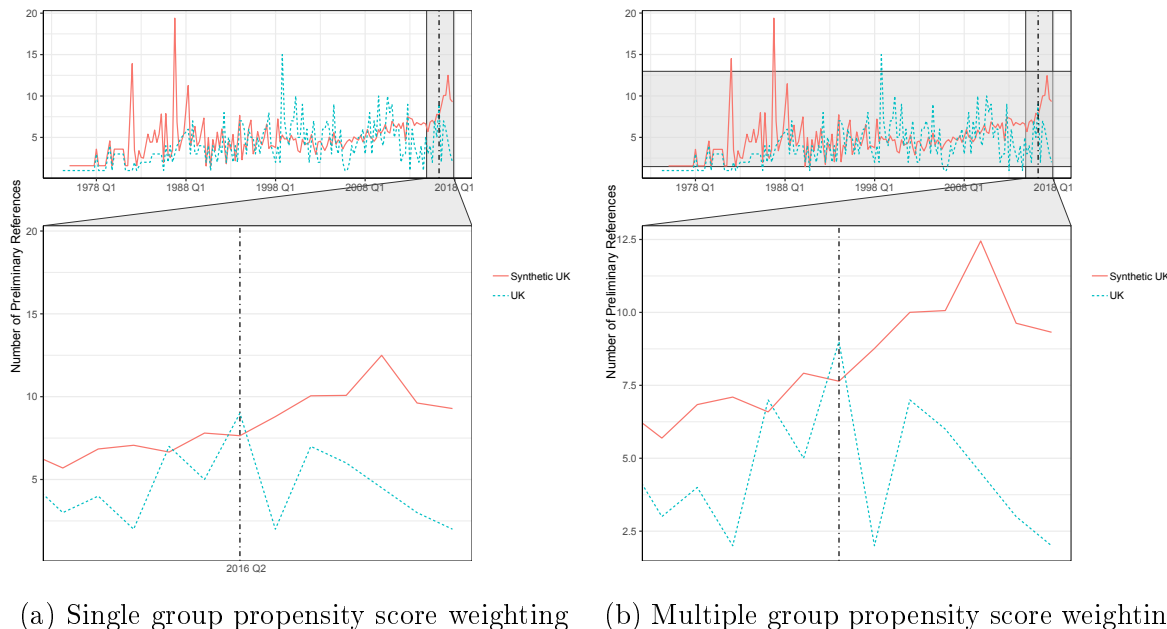 20
15
10
5
1978 Q1
1988 Q1
1998 Q1
2008 Q1
2018 Q1
Number of Preliminary References
20
15
10
5
2016 Q2
Synthetic UK
UK
(a) Single group propensity score weighting
20
15
10
5
1978 Q1
1988 Q1
1998 Q1
2008 Q1
2018 Q1
Number of Preliminary References
12.5
10.0
7.5
5.0
2.5
Synthetic UK
UK
(b) Multiple group propensity score weightin